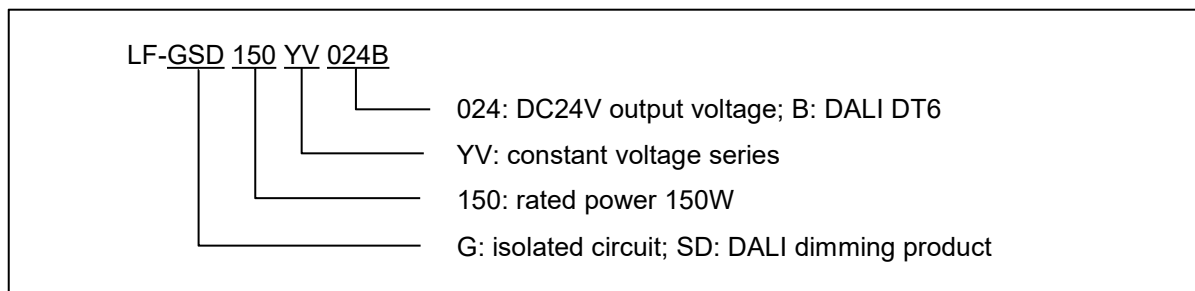 LF-GSD 150 YV 024B
024: DC24V output voltage; B: DALI DT6
YV: constant voltage series
150: rated power 150W
G: isolated circuit; SD: DALI dimming product